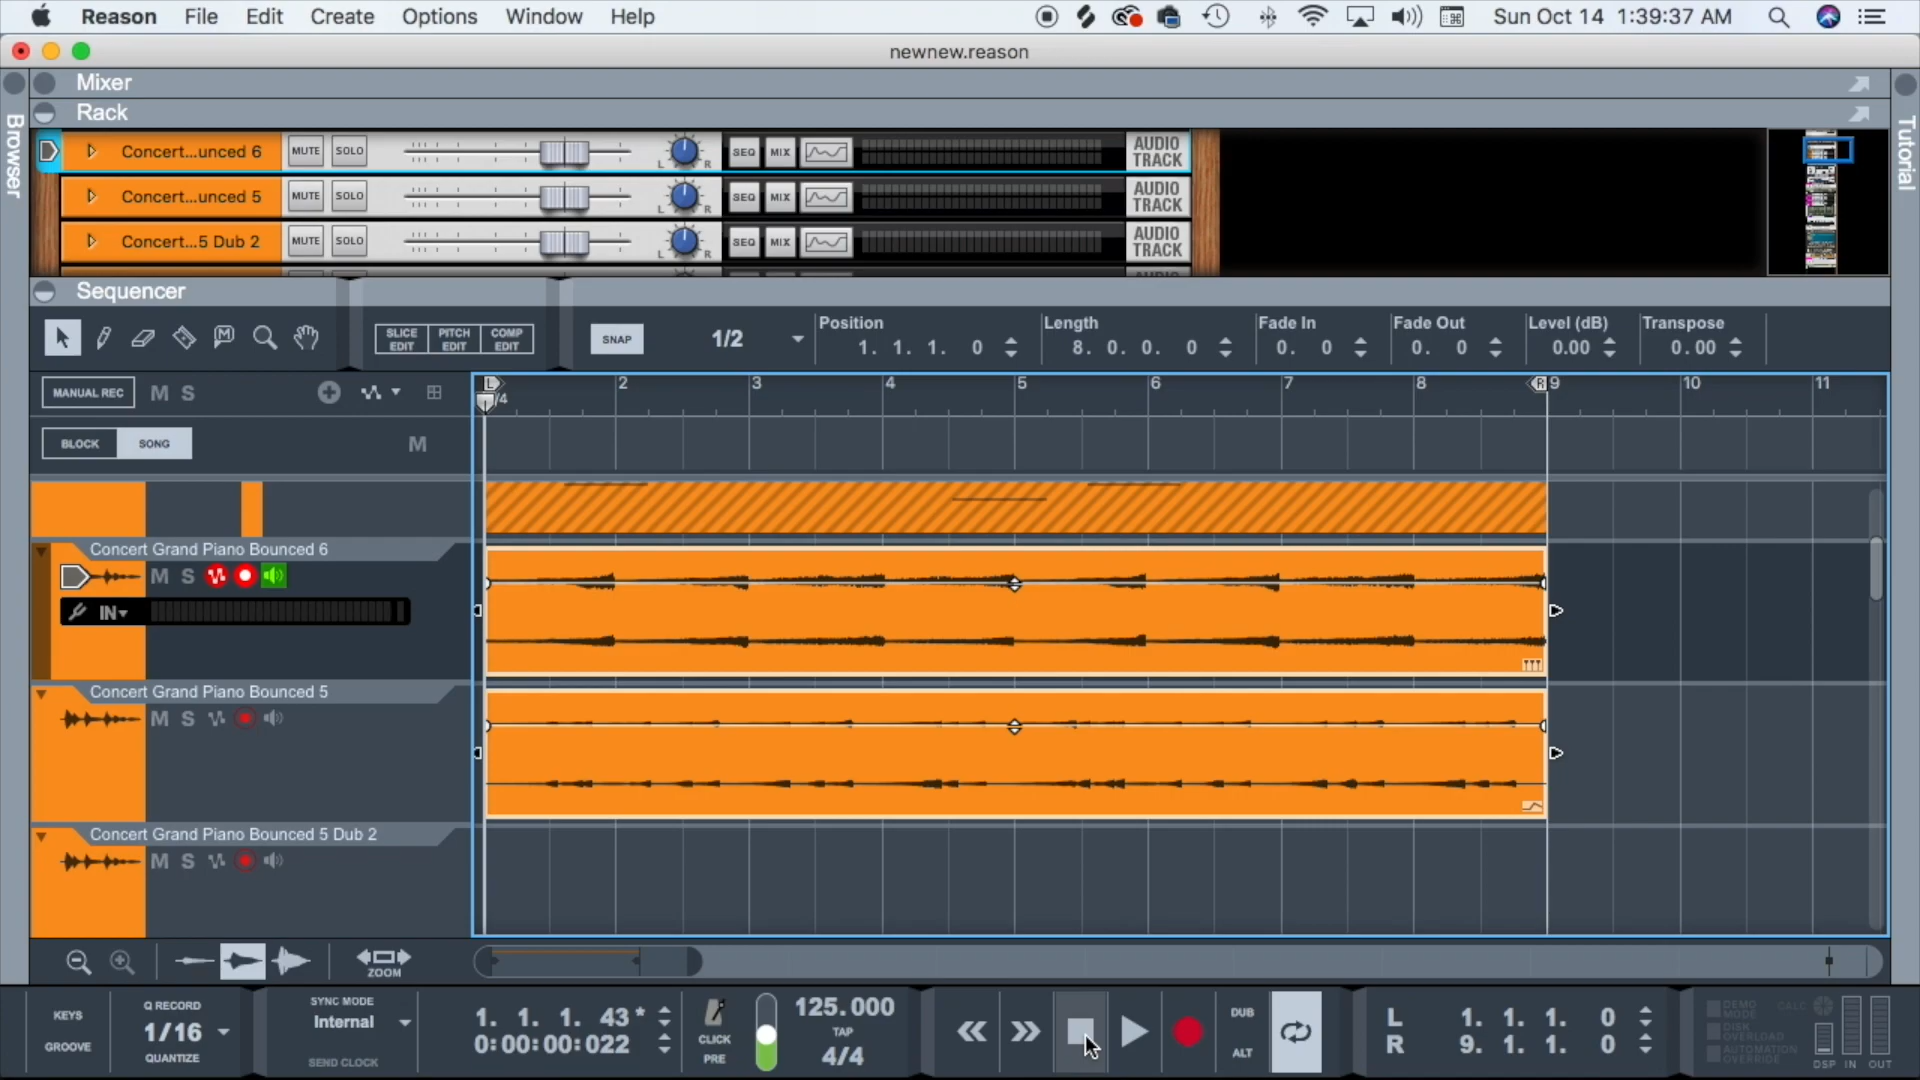 Reason File Edit Create Options Window Help Sun Oct 14 1:39:37 AM
newnew.reason
Mixer
Rack
Browser
Tutorial
Concert...unced 6 MUTE SOLO L R SEQ MIX AUDIO TRACK
Concert...unced 5 MUTE SOLO L R SEQ MIX AUDIO TRACK
Concert...5 Dub 2 MUTE SOLO L R SEQ MIX AUDIO TRACK
Sequencer
SLICE EDIT PITCH EDIT COMP EDIT SNAP 1/2
Position Length Fade In Fade Out Level (dB) Transpose
1. 1. 1. 0 8. 0. 0. 0 0. 0 0. 0 0.00 0.00
MANUAL REC M S
L 2 3 4 5 6 7 8 R 9 10 11
/4
BLOCK SONG M
Concert Grand Piano Bounced 6
M S
IN
Concert Grand Piano Bounced 5
M S
Concert Grand Piano Bounced 5 Dub 2
M S
ZOOM
KEYS
GROOVE
Q RECORD
1/16
QUANTIZE
SYNC MODE
Internal
SEND CLOCK
1. 1. 1. 43 *
0:00:00:022
CLICK
PRE
125.000
TAP
4/4
DUB
ALT
L 1. 1. 1. 0
R 9. 1. 1. 0
DEMO MODE
CALC
DISK OVERLOAD
AUTOMATION OVERRIDE
DSP IN OUT